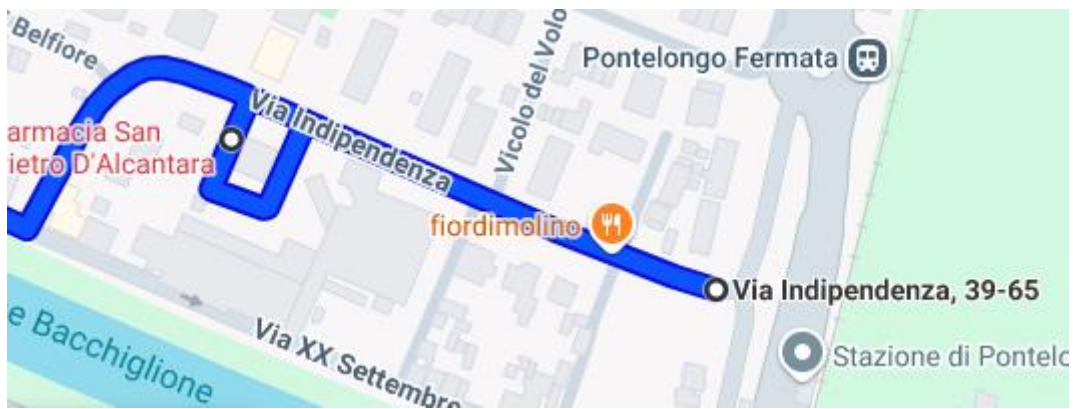 Belfiore
Via Indipendenza
Vicolo del Volo
Pontelongo Fermata
armacia San
ietro D'Alcantara
fiordimolino
Via Indipendenza, 39-65
Stazione di Pontelo
e Bacchiglione
Via XX Settembre